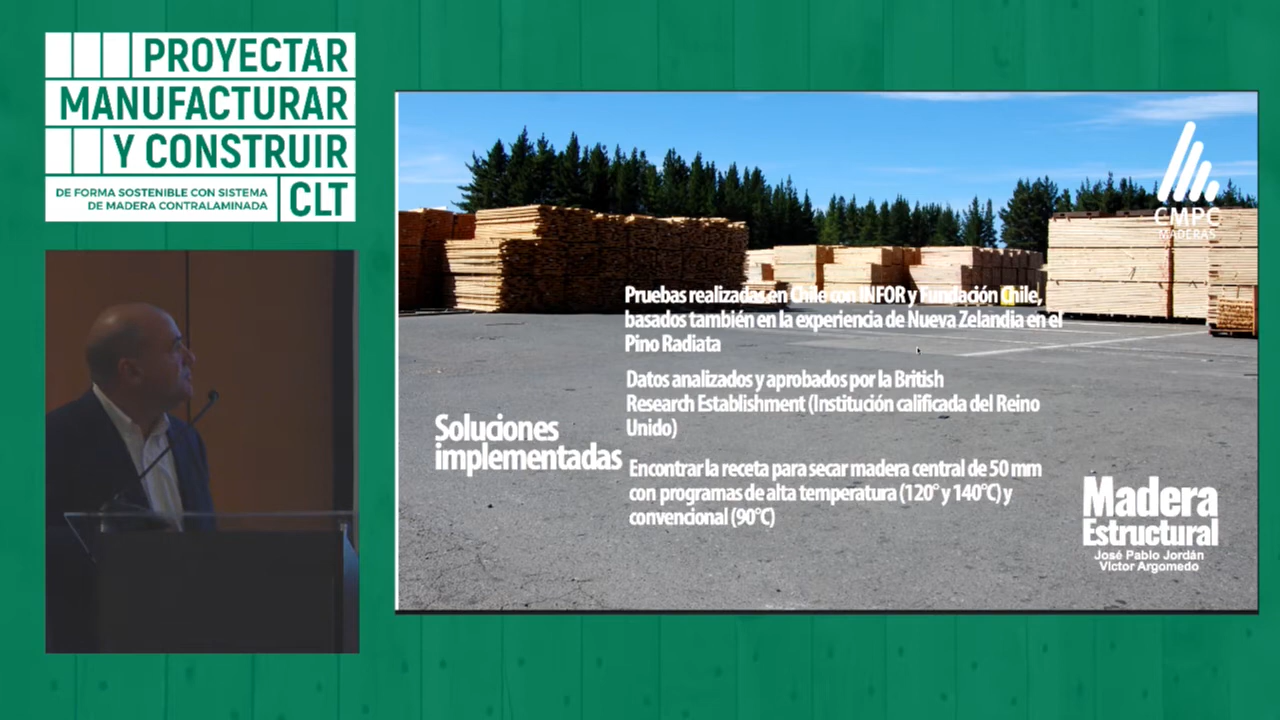 PROYECTAR
MANUFACTURAR
Y CONSTRUIR
DE FORMA SOSTENIBLE CON SISTEMA
DE MADERA CONTRALAMINADA
CLT
CMPC
MADERAS
Pruebas realizadas en Chile con INFOR y Fundación Chile,
basados también en la experiencia de Nueva Zelandia en el
Pino Radiata
Datos analizados y aprobados por la British
Research Establishment (Institución calificada del Reino
Unido)
Soluciones
implementadas
Encontrar la receta para secar madera central de 50 mm
con programas de alta temperatura (120° y 140°C) y
convencional (90°C)
Madera
Estructural
José Pablo Jordán
Victor Argomedo